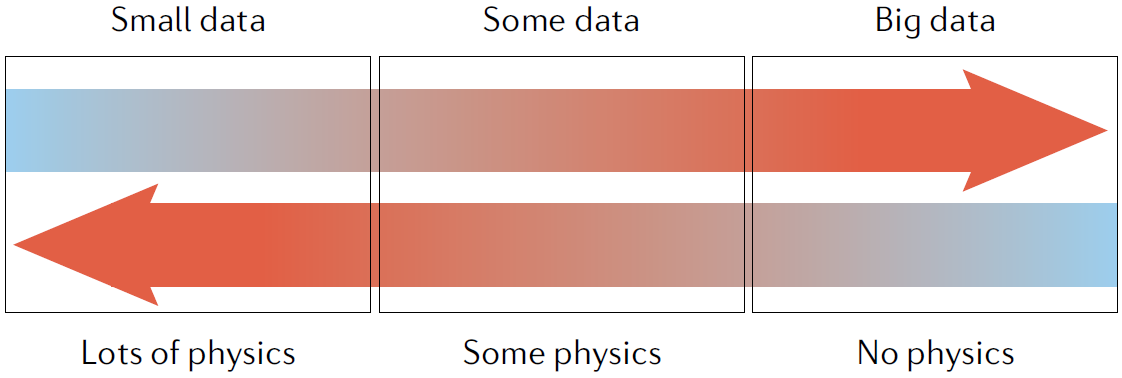 Small data
Some data
Big data
Lots of physics
Some physics
No physics